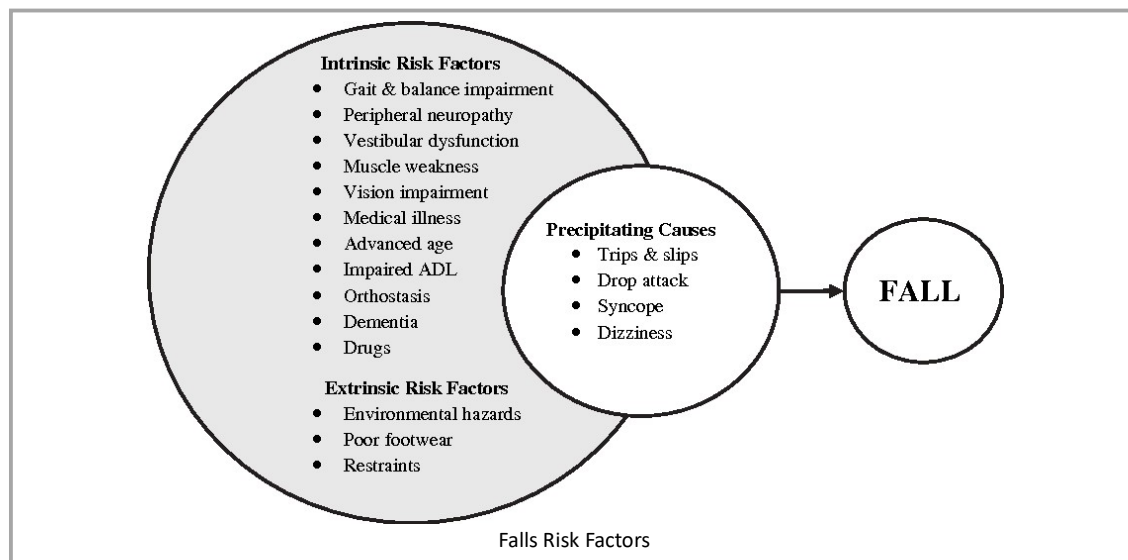 Intrinsic Risk Factors
• Gait & balance impairment
• Peripheral neuropathy
• Vestibular dysfunction
• Muscle weakness
• Vision impairment
• Medical illness
• Advanced age
• Impaired ADL
• Orthostasis
• Dementia
• Drugs
Extrinsic Risk Factors
• Environmental hazards
• Poor footwear
• Restraints
Precipitating Causes
• Trips & slips
• Drop attack
• Syncope
• Dizziness
FALL
Falls Risk Factors